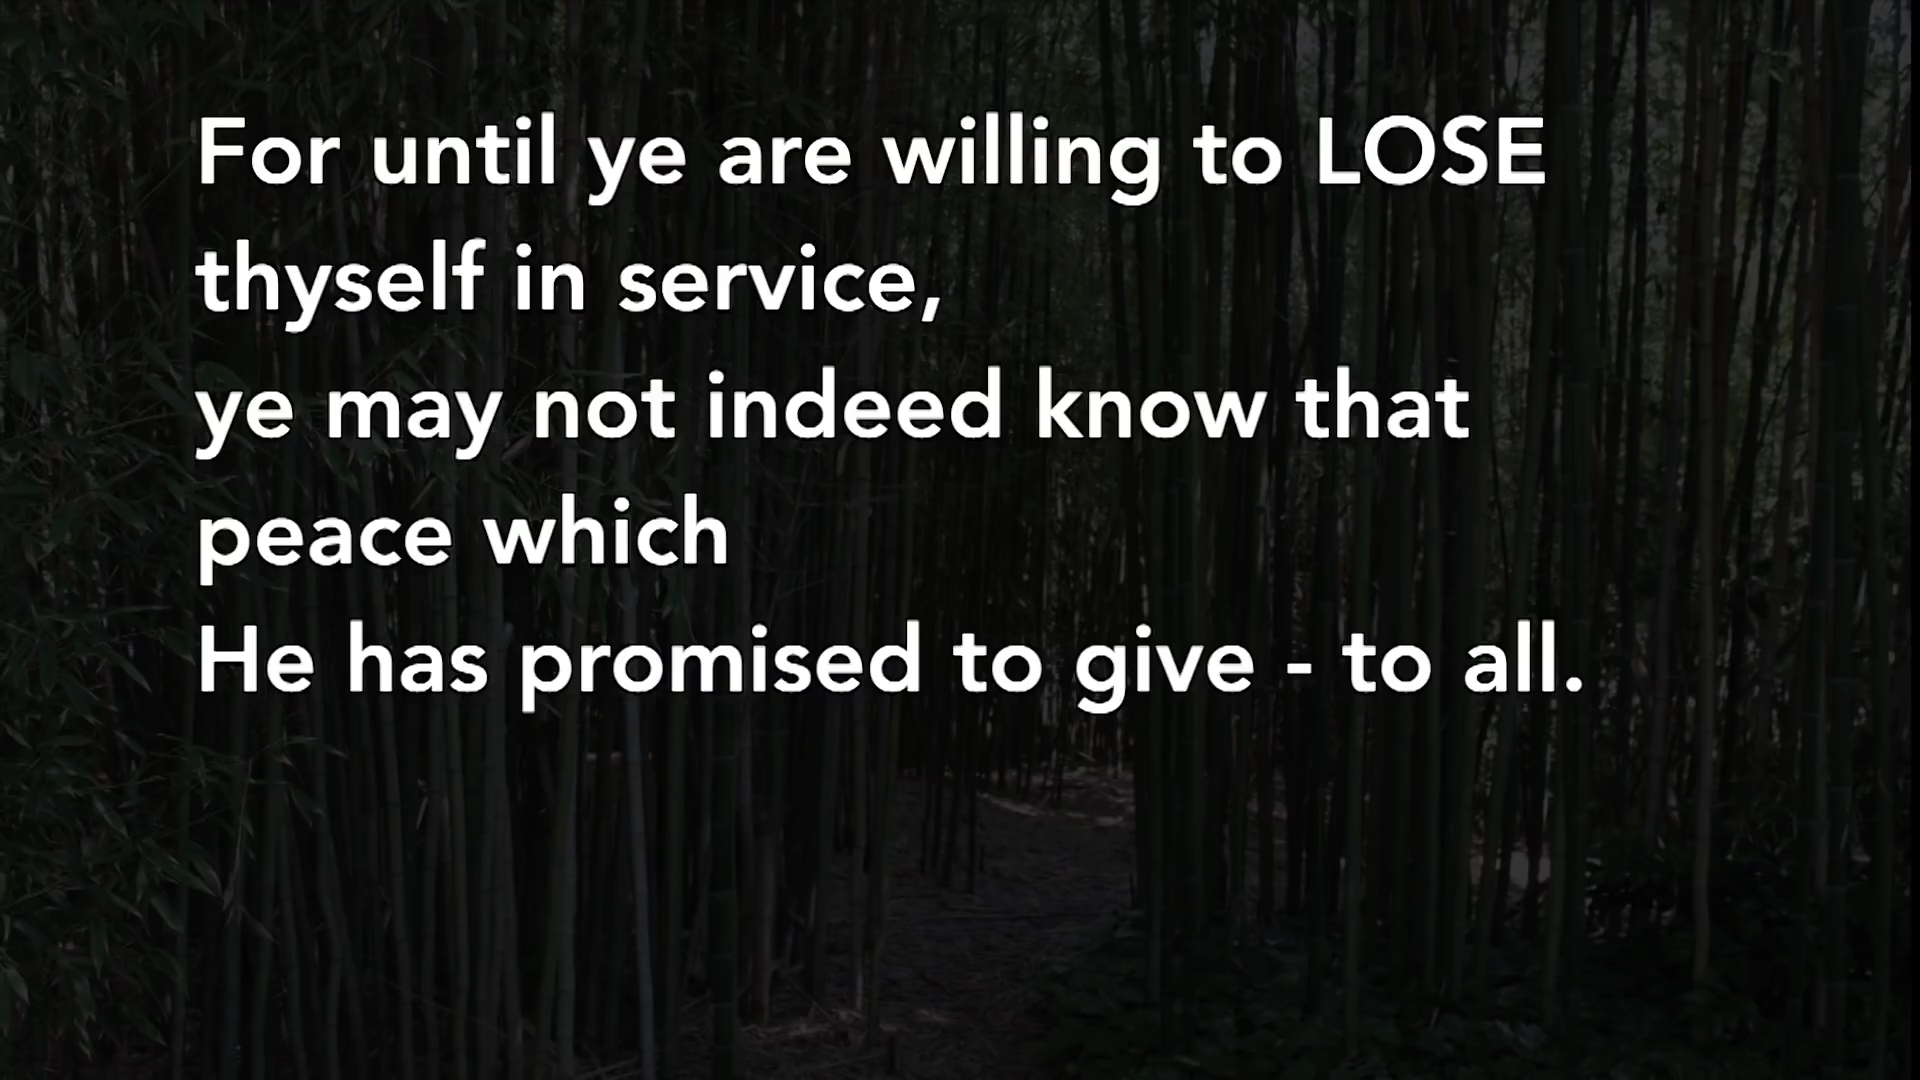 For until ye are willing to LOSE
thyself in service,
ye may not indeed know that
peace which
He has promised to give - to all.